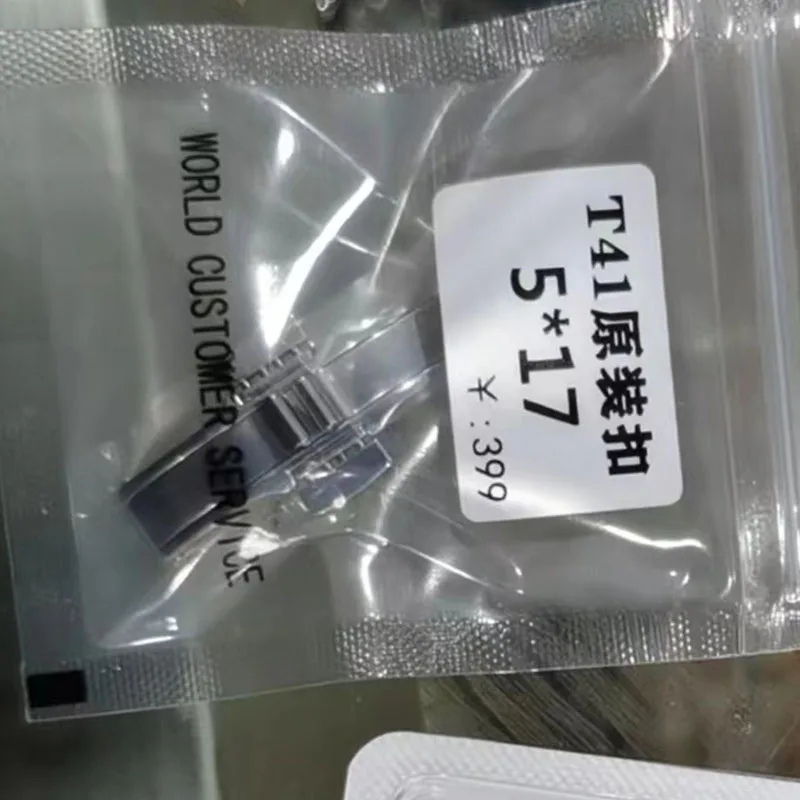 WORLD CUSTOMER SERVICE
T41原装扣
5*17
¥:399